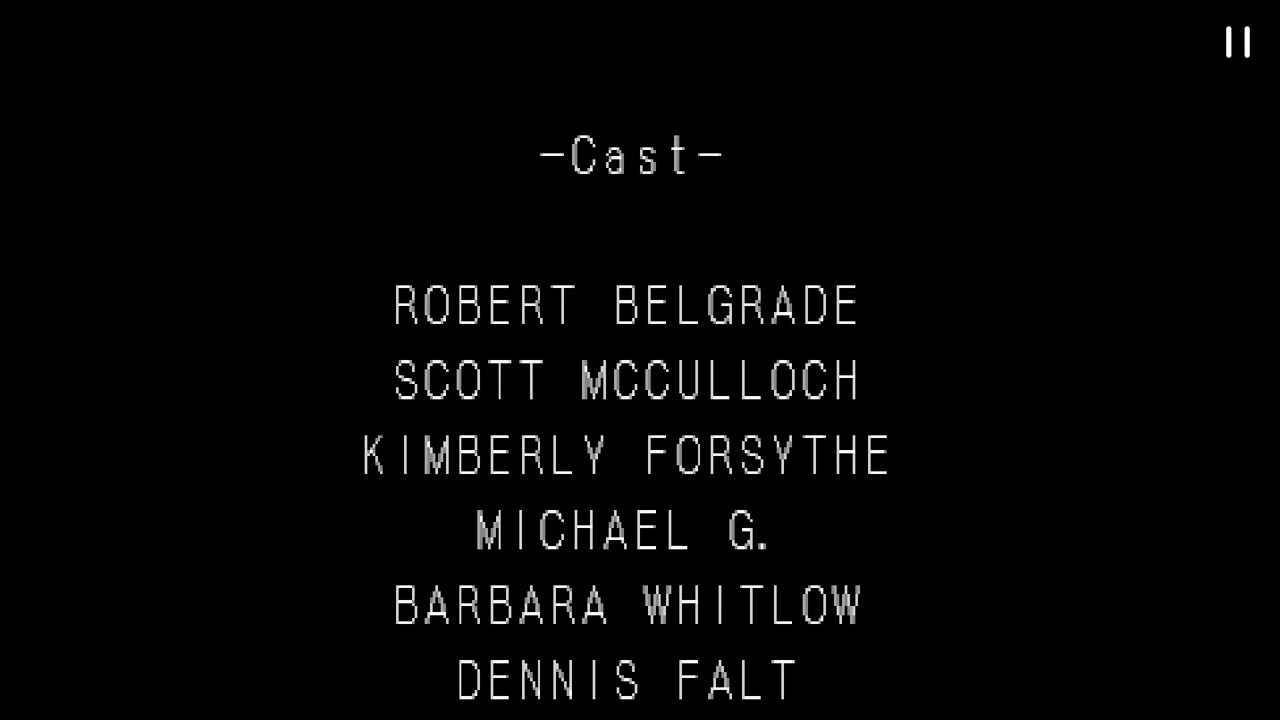 -Cast-
ROBERT BELGRADE
SCOTT MCCULLOCH
KIMBERLY FORSYTHE
MICHAEL G.
BARBARA WHITLOW
DENNIS FALT